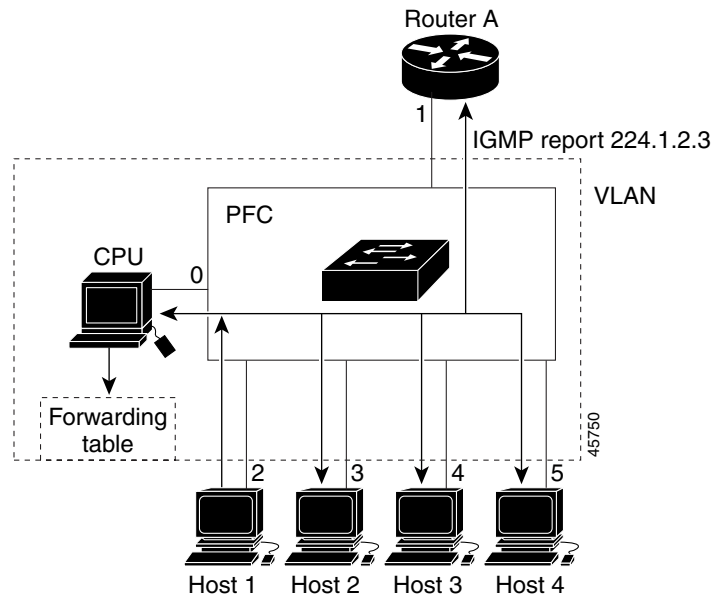 Router A
1
IGMP report 224.1.2.3
VLAN
PFC
CPU
0
Forwarding
table
45750
2
3
4
5
Host 1
Host 2
Host 3
Host 4